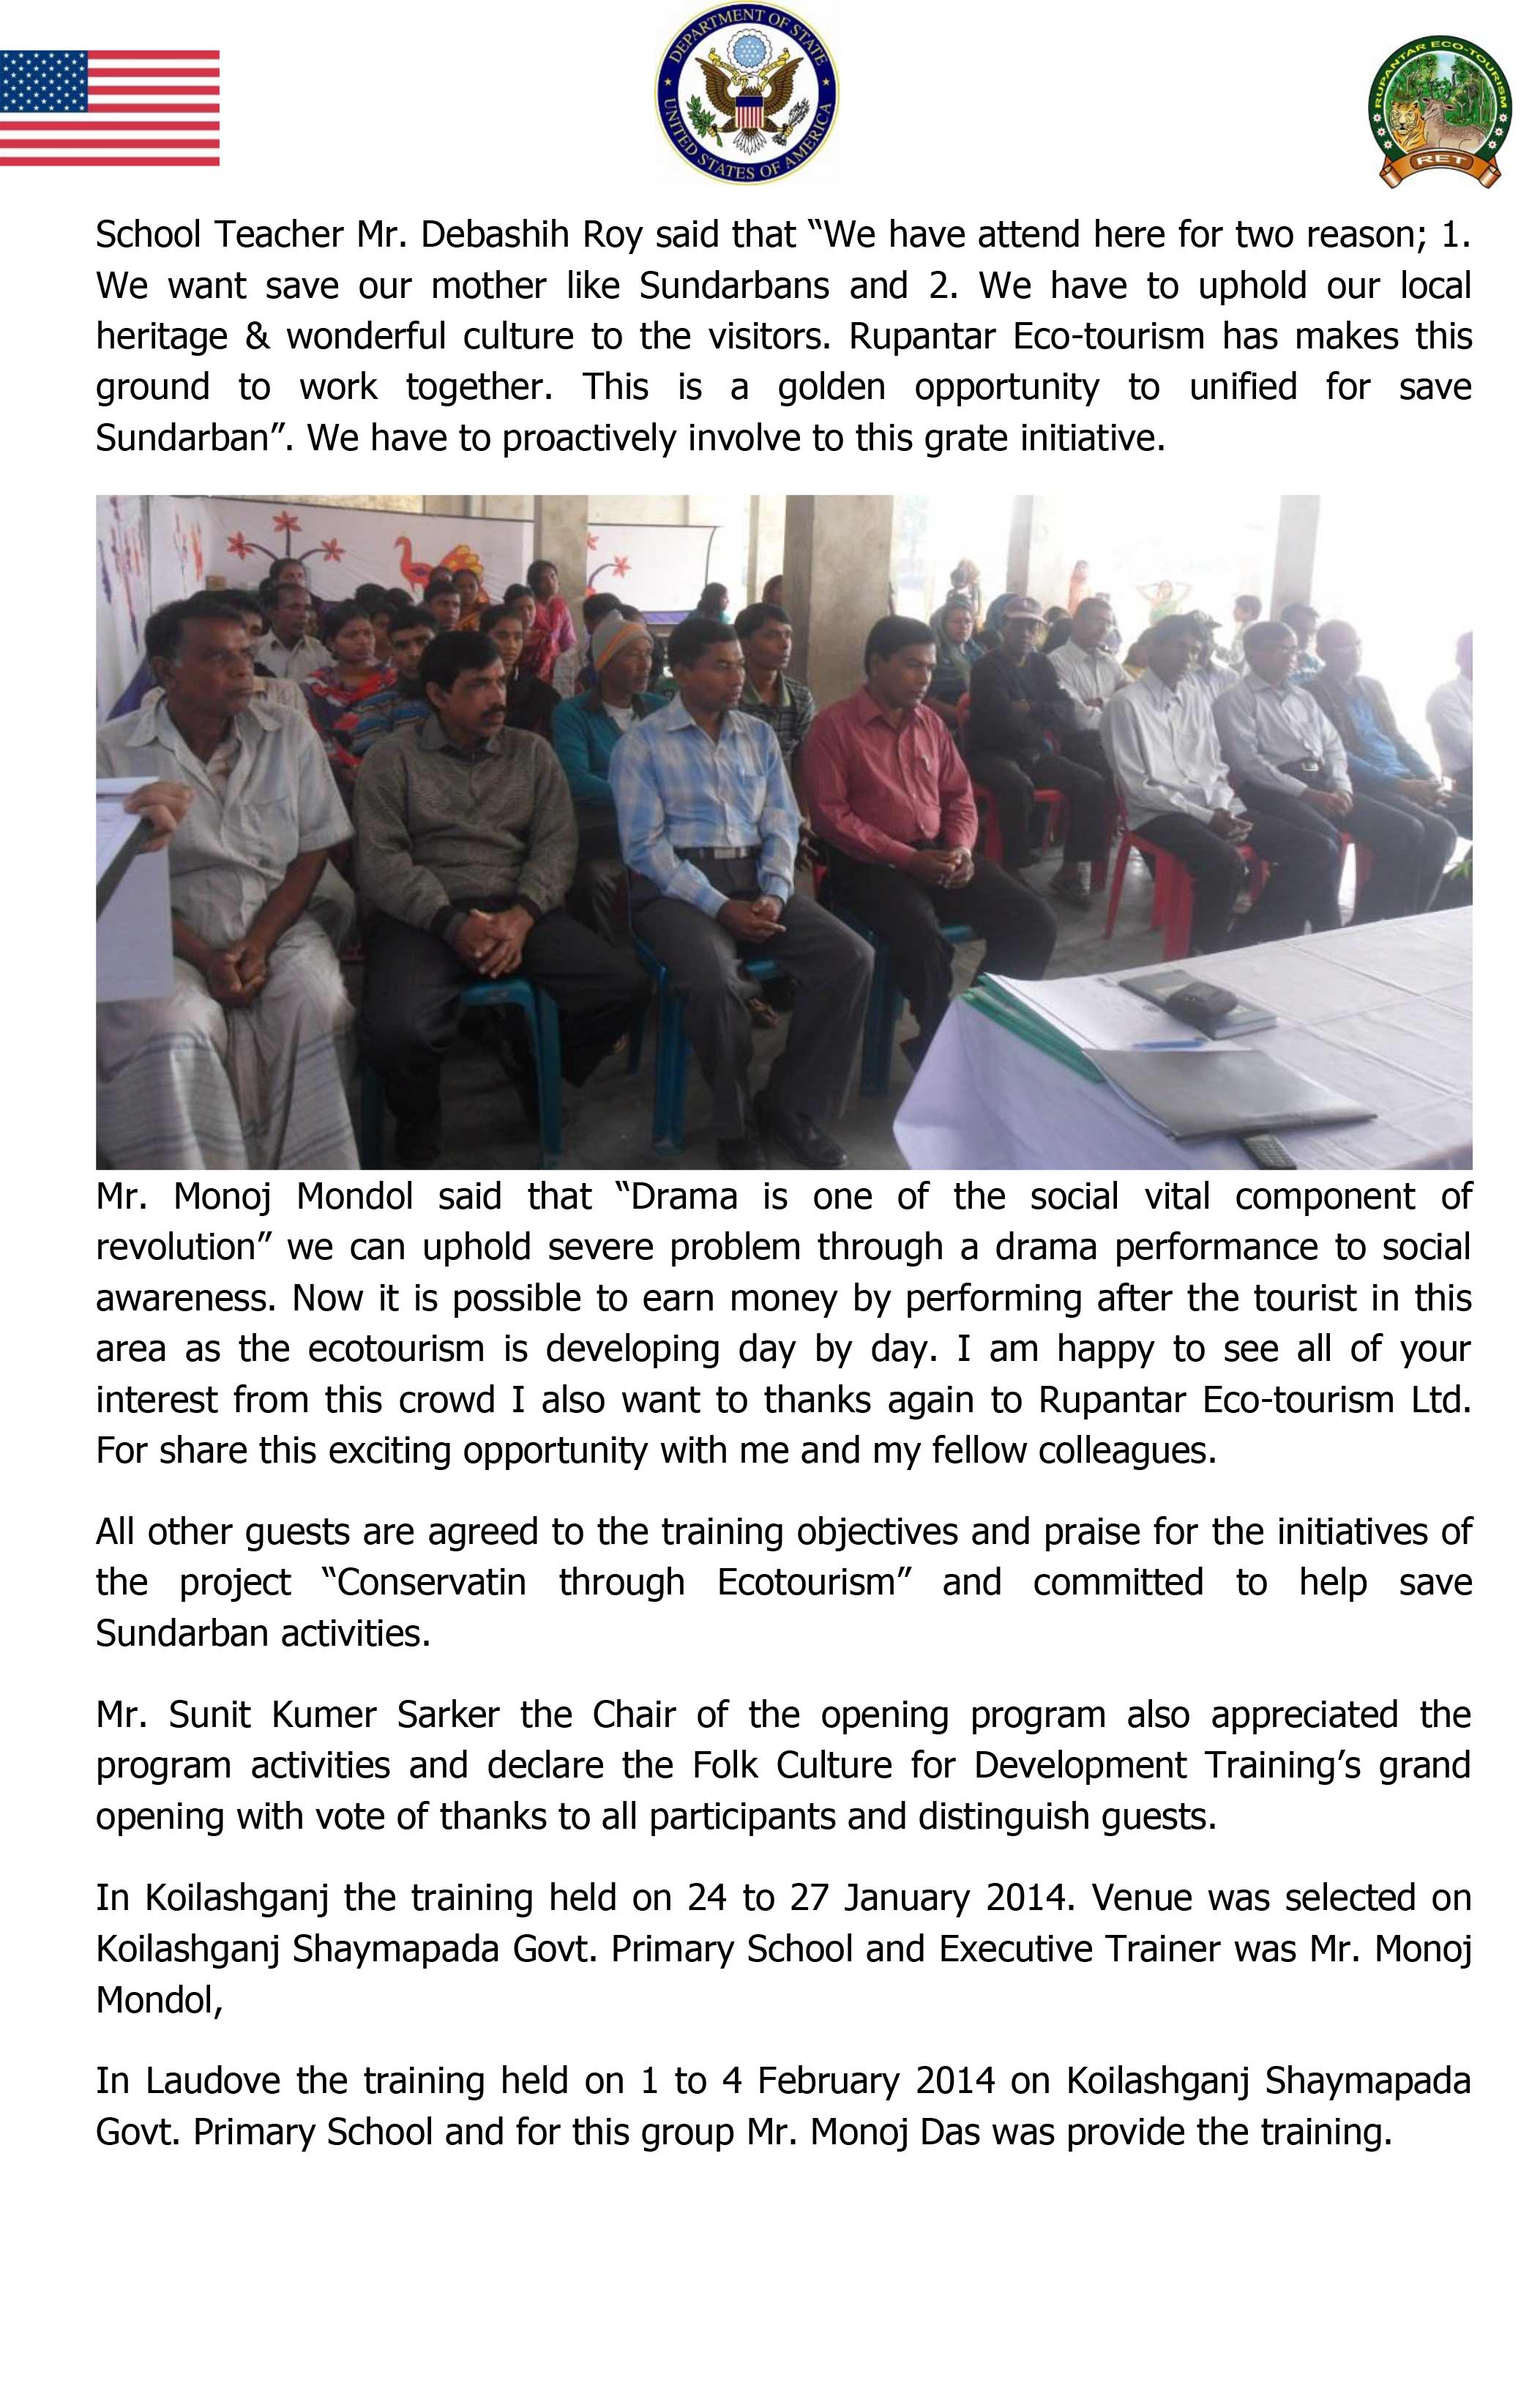 DEPARTMENT OF STATE
UNITED STATES OF AMERICA
RUPANTAR ECO-TOURISM
RET
School Teacher Mr. Debashih Roy said that “We have attend here for two reason; 1.
We want save our mother like Sundarbans and 2. We have to uphold our local
heritage & wonderful culture to the visitors. Rupantar Eco-tourism has makes this
ground to work together. This is a golden opportunity to unified for save
Sundarban”. We have to proactively involve to this grate initiative.
Mr. Monoj Mondol said that “Drama is one of the social vital component of
revolution” we can uphold severe problem through a drama performance to social
awareness. Now it is possible to earn money by performing after the tourist in this
area as the ecotourism is developing day by day. I am happy to see all of your
interest from this crowd I also want to thanks again to Rupantar Eco-tourism Ltd.
For share this exciting opportunity with me and my fellow colleagues.
All other guests are agreed to the training objectives and praise for the initiatives of
the project “Conservatin through Ecotourism” and committed to help save
Sundarban activities.
Mr. Sunit Kumer Sarker the Chair of the opening program also appreciated the
program activities and declare the Folk Culture for Development Training’s grand
opening with vote of thanks to all participants and distinguish guests.
In Koilashganj the training held on 24 to 27 January 2014. Venue was selected on
Koilashganj Shaymapada Govt. Primary School and Executive Trainer was Mr. Monoj
Mondol,
In Laudove the training held on 1 to 4 February 2014 on Koilashganj Shaymapada
Govt. Primary School and for this group Mr. Monoj Das was provide the training.